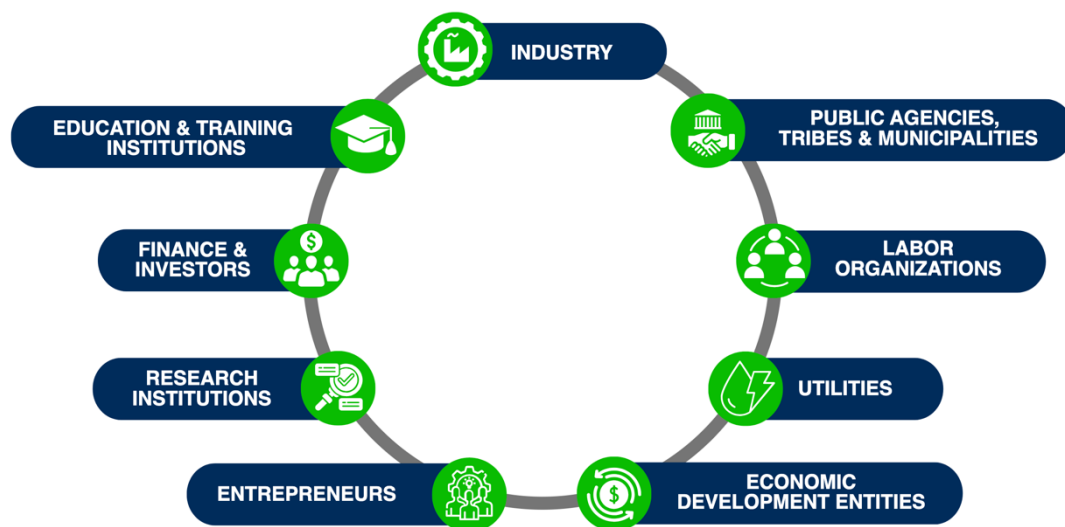 INDUSTRY
PUBLIC AGENCIES,
TRIBES & MUNICIPALITIES
LABOR
ORGANIZATIONS
UTILITIES
ECONOMIC
DEVELOPMENT ENTITIES
ENTREPRENEURS
RESEARCH
INSTITUTIONS
FINANCE &
INVESTORS
EDUCATION & TRAINING
INSTITUTIONS
$
$